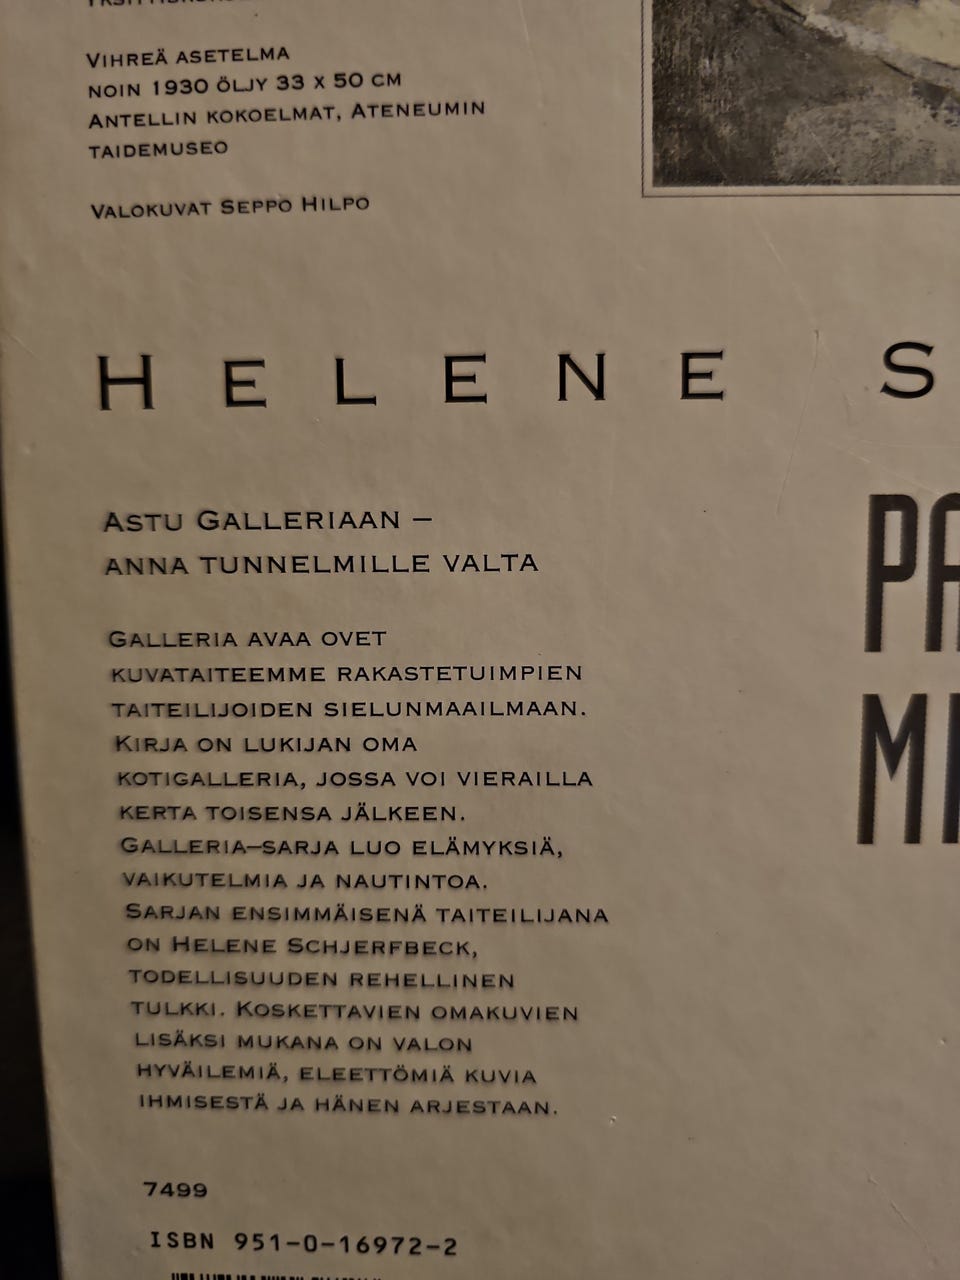 Vihreä asetelma
noin 1930 öljy 33 x 50 cm
Antellin kokoelmat, Ateneumin
taidemuseo
Valokuvat Seppo Hilpo
Helene S
PA
MI
Astu Galleriaan –
anna tunnelmille valta
Galleria avaa ovet
kuvataiteemme rakastetuimpien
taiteilijoiden sielunmaailmaan.
Kirja on lukijan oma
kotigalleria, jossa voi vierailla
kerta toisensa jälkeen.
Galleria–sarja luo elämyksiä,
vaikutelmia ja nautintoa.
Sarjan ensimmäisenä taiteilijana
on Helene Schjerfbeck,
todellisuuden rehellinen
tulkki. Koskettavien omakuvien
lisäksi mukana on valon
hyväilemiä, eleettömiä kuvia
ihmisestä ja hänen arjestaan.
7499
ISBN 951-0-16972-2